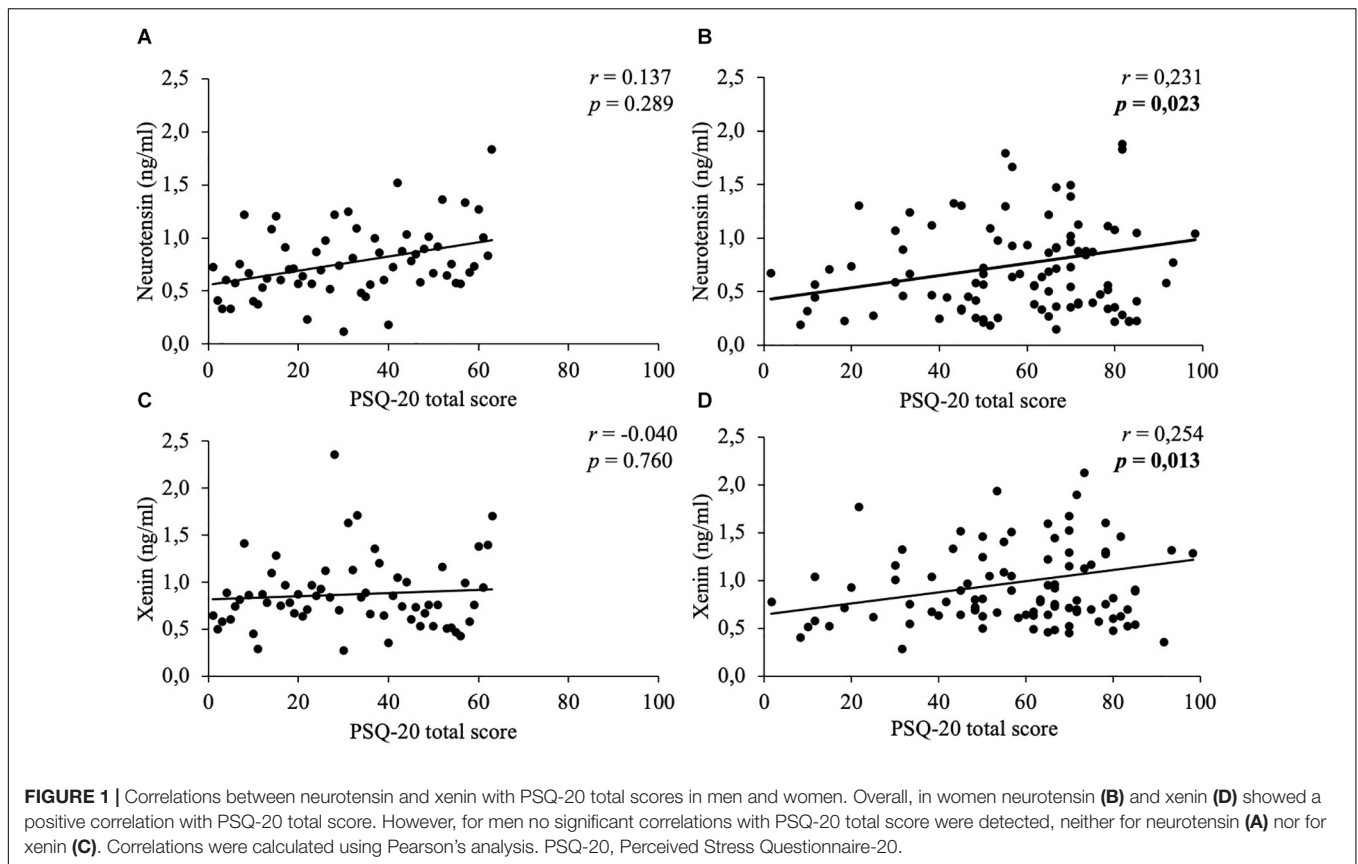 A
r = 0.137
p = 0.289
2,5
2,0
1,5
1,0
0,5
0,0
Neurotensin (ng/ml)
0 20 40 60 80 100
PSQ-20 total score
B
r = 0,231
p = 0,023
2,5
2,0
1,5
1,0
0,5
0,0
Neurotensin (ng/ml)
0 20 40 60 80 100
PSQ-20 total score
C
r = -0.040
p = 0.760
2,5
2,0
1,5
1,0
0,5
0,0
Xenin (ng/ml)
0 20 40 60 80 100
PSQ-20 total score
D
r = 0,254
p = 0,013
2,5
2,0
1,5
1,0
0,5
0,0
Xenin (ng/ml)
0 20 40 60 80 100
PSQ-20 total score
FIGURE 1 | Correlations between neurotensin and xenin with PSQ-20 total scores in men and women. Overall, in women neurotensin (B) and xenin (D) showed a
positive correlation with PSQ-20 total score. However, for men no significant correlations with PSQ-20 total score were detected, neither for neurotensin (A) nor for
xenin (C). Correlations were calculated using Pearson's analysis. PSQ-20, Perceived Stress Questionnaire-20.